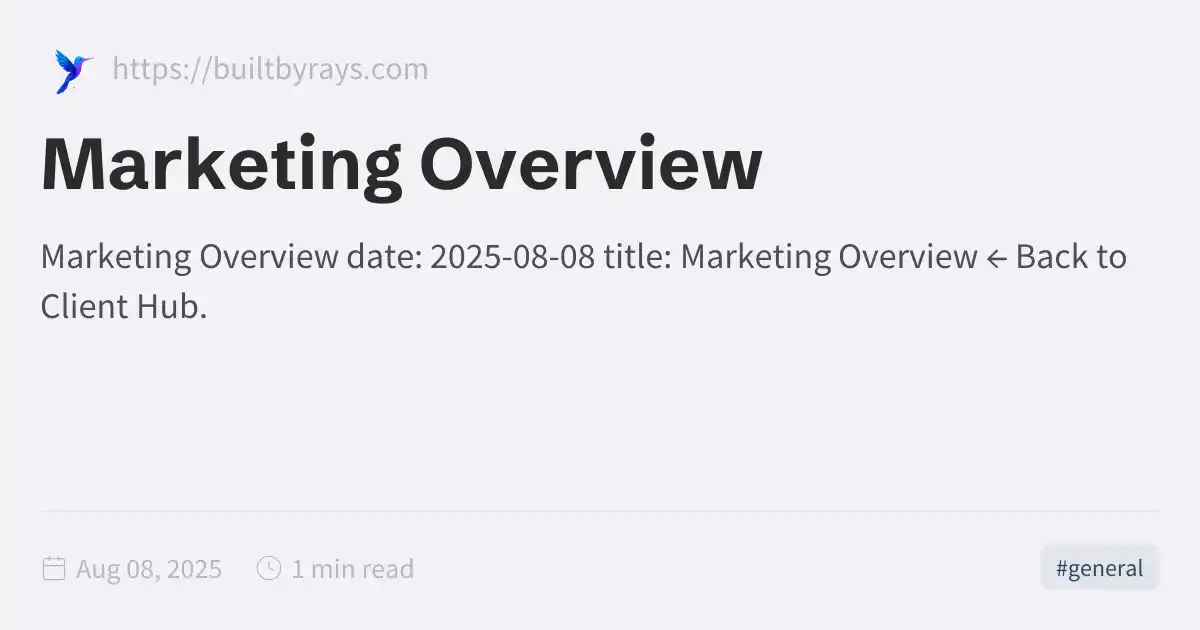 https://builtbyrays.com
Marketing Overview
Marketing Overview date: 2025-08-08 title: Marketing Overview ← Back to
Client Hub.
Aug 08, 2025
1 min read
#general